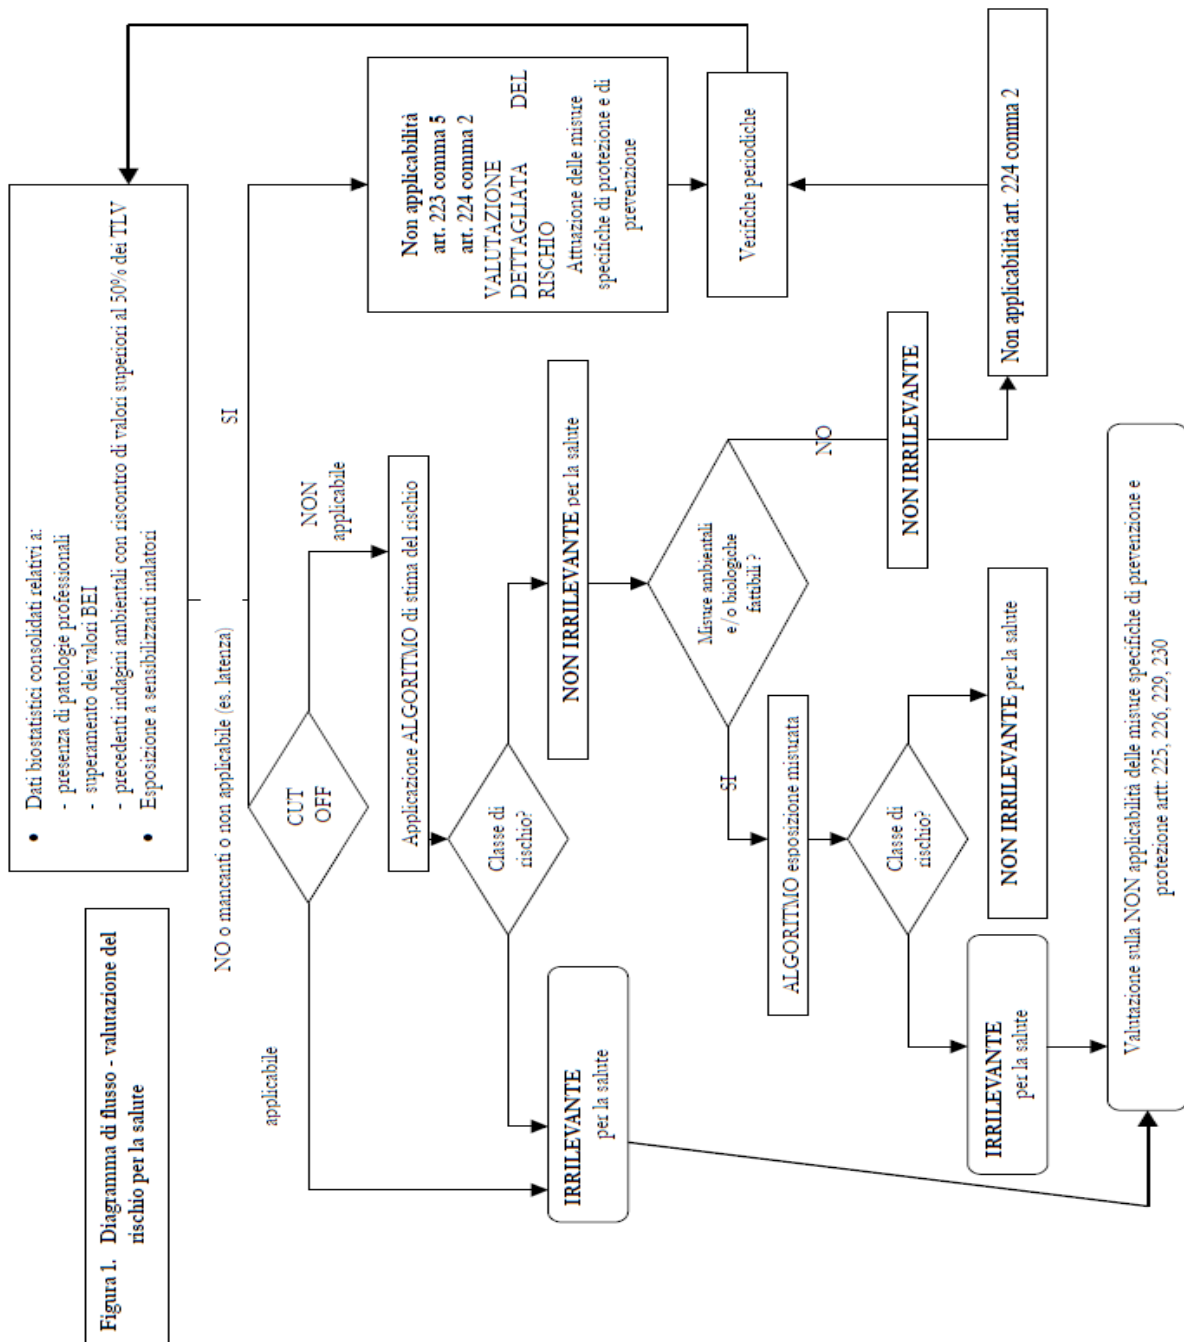 Figura 1. Diagramma di flusso - valutazione del
rischio per la salute
• Dati biostatistici consolidati relativi a:
- presenza di patologie professionali
- superamento dei valori BEI
- precedenti indagini ambientali con riscontro di valori superiori al 50% dei TLV
• Esposizione a sensibilizzanti inalatori
NO o mancanti o non applicabile (es. latenza)
SI
applicabile
CUT
OFF
NON
applicabile
Non applicabilità
art. 223 comma 5
art. 224 comma 2
VALUTAZIONE
DETTAGLIATA DEL
RISCHIO
Attuazione delle misure
specifiche di protezione e di
prevenzione
Applicazione ALGORITMO di stima del rischio
Classe di
rischio?
IRRILEVANTE
per la salute
NON IRRILEVANTE per la salute
Verifiche periodiche
Misure ambientali
e/o biologiche
fattibili ?
SI
NO
ALGORITMO esposizione misurata
Classe di
rischio?
NON IRRILEVANTE
IRRILEVANTE
per la salute
NON IRRILEVANTE per la salute
Non applicabilità art. 224 comma 2
Valutazione sulla NON applicabilità delle misure specifiche di prevenzione e
protezione artt: 225, 226, 229, 230